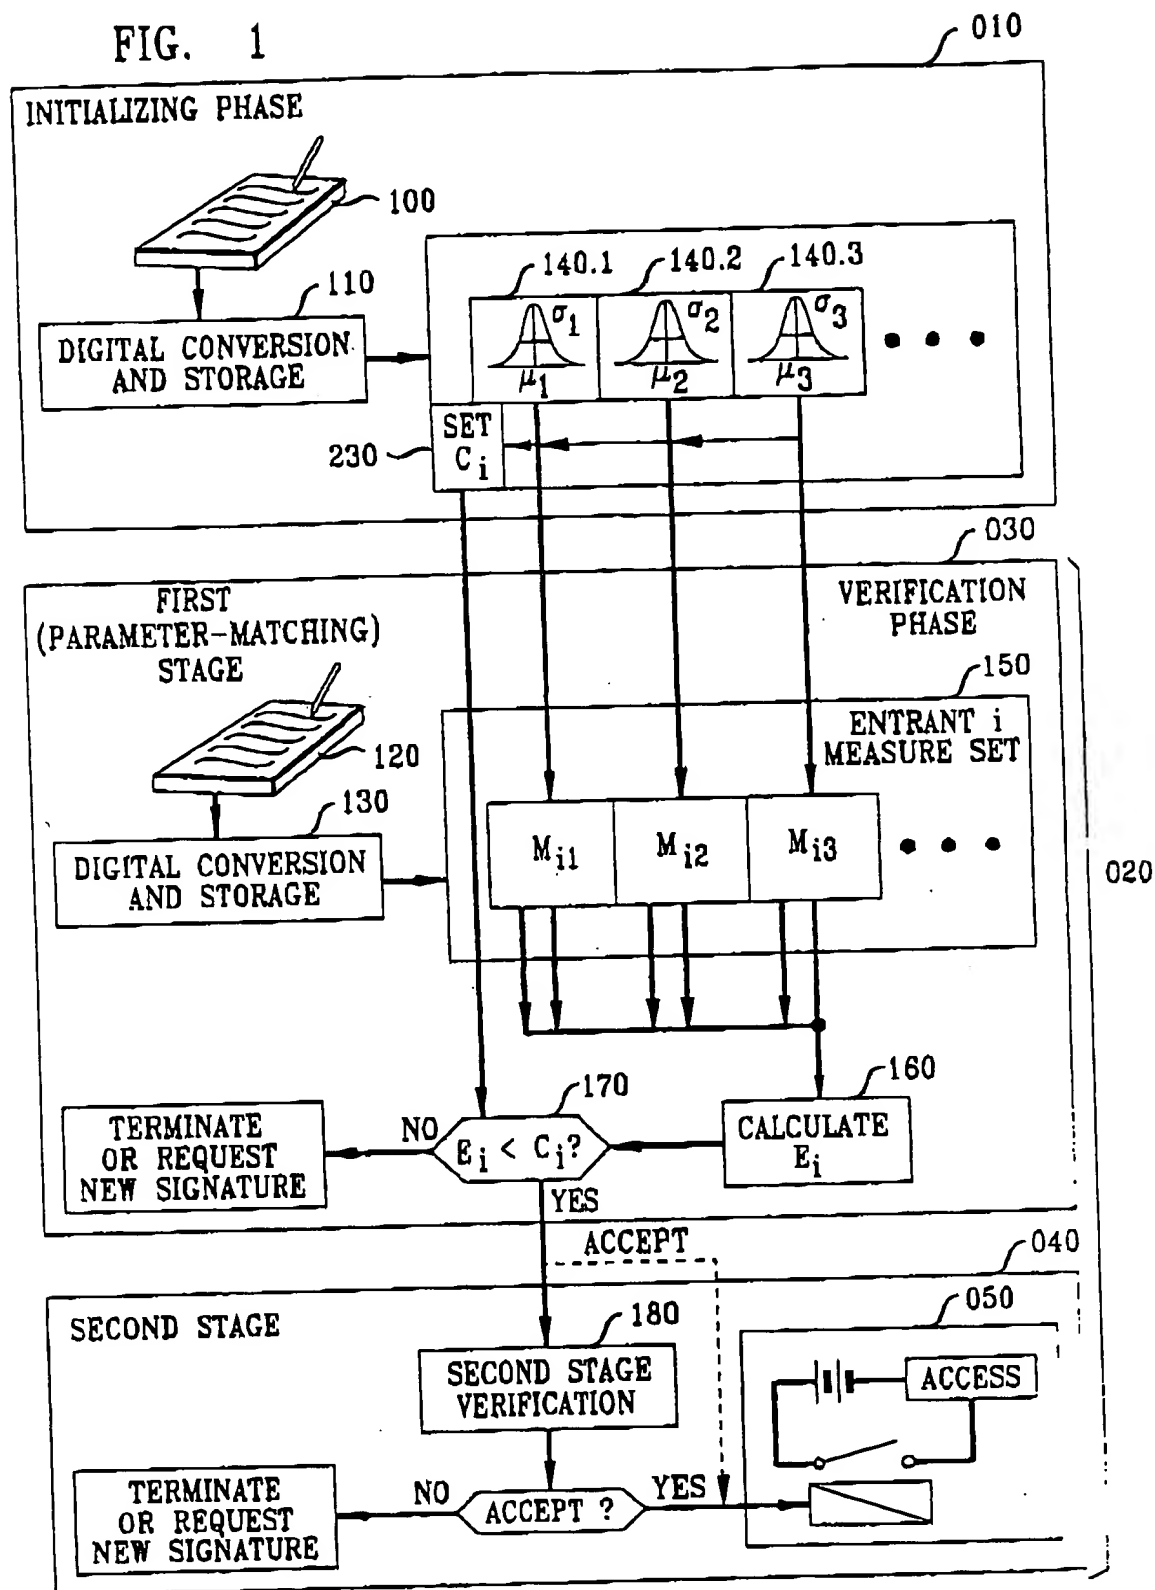 FIG. 1
010
INITIALIZING PHASE
100
110
DIGITAL CONVERSION
AND STORAGE
140.1
140.2
140.3
σ1
σ2
σ3
μ1
μ2
μ3
SET
Ci
230
030
FIRST
(PARAMETER-MATCHING)
STAGE
VERIFICATION
PHASE
150
ENTRANT i
MEASURE SET
120
130
DIGITAL CONVERSION
AND STORAGE
Mi1
Mi2
Mi3
020
170
160
TERMINATE
OR REQUEST
NEW SIGNATURE
NO
Ei < Ci?
CALCULATE
Ei
YES
ACCEPT
040
SECOND STAGE
050
180
SECOND STAGE
VERIFICATION
ACCESS
TERMINATE
OR REQUEST
NEW SIGNATURE
NO
ACCEPT ?
YES